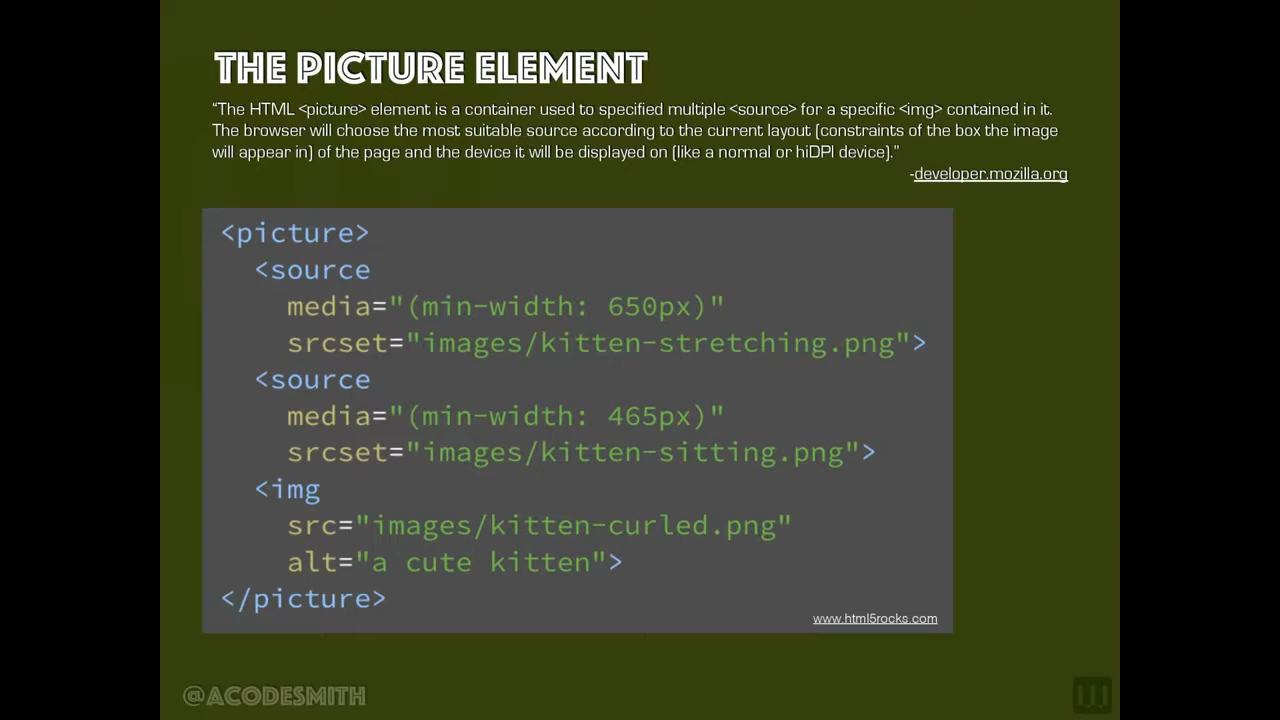 THE PICTURE ELEMENT
“The HTML <picture> element is a container used to specified multiple <source> for a specific <img> contained in it.
The browser will choose the most suitable source according to the current layout (constraints of the box the image
will appear in) of the page and the device it will be displayed on (like a normal or hiDPI device).”
-developer.mozilla.org
<picture>
  <source
    media="(min-width: 650px)"
    srcset="images/kitten-stretching.png">
  <source
    media="(min-width: 465px)"
    srcset="images/kitten-sitting.png">
  <img
    src="images/kitten-curled.png"
    alt="a cute kitten">
</picture>
www.html5rocks.com
@ACODESMITH